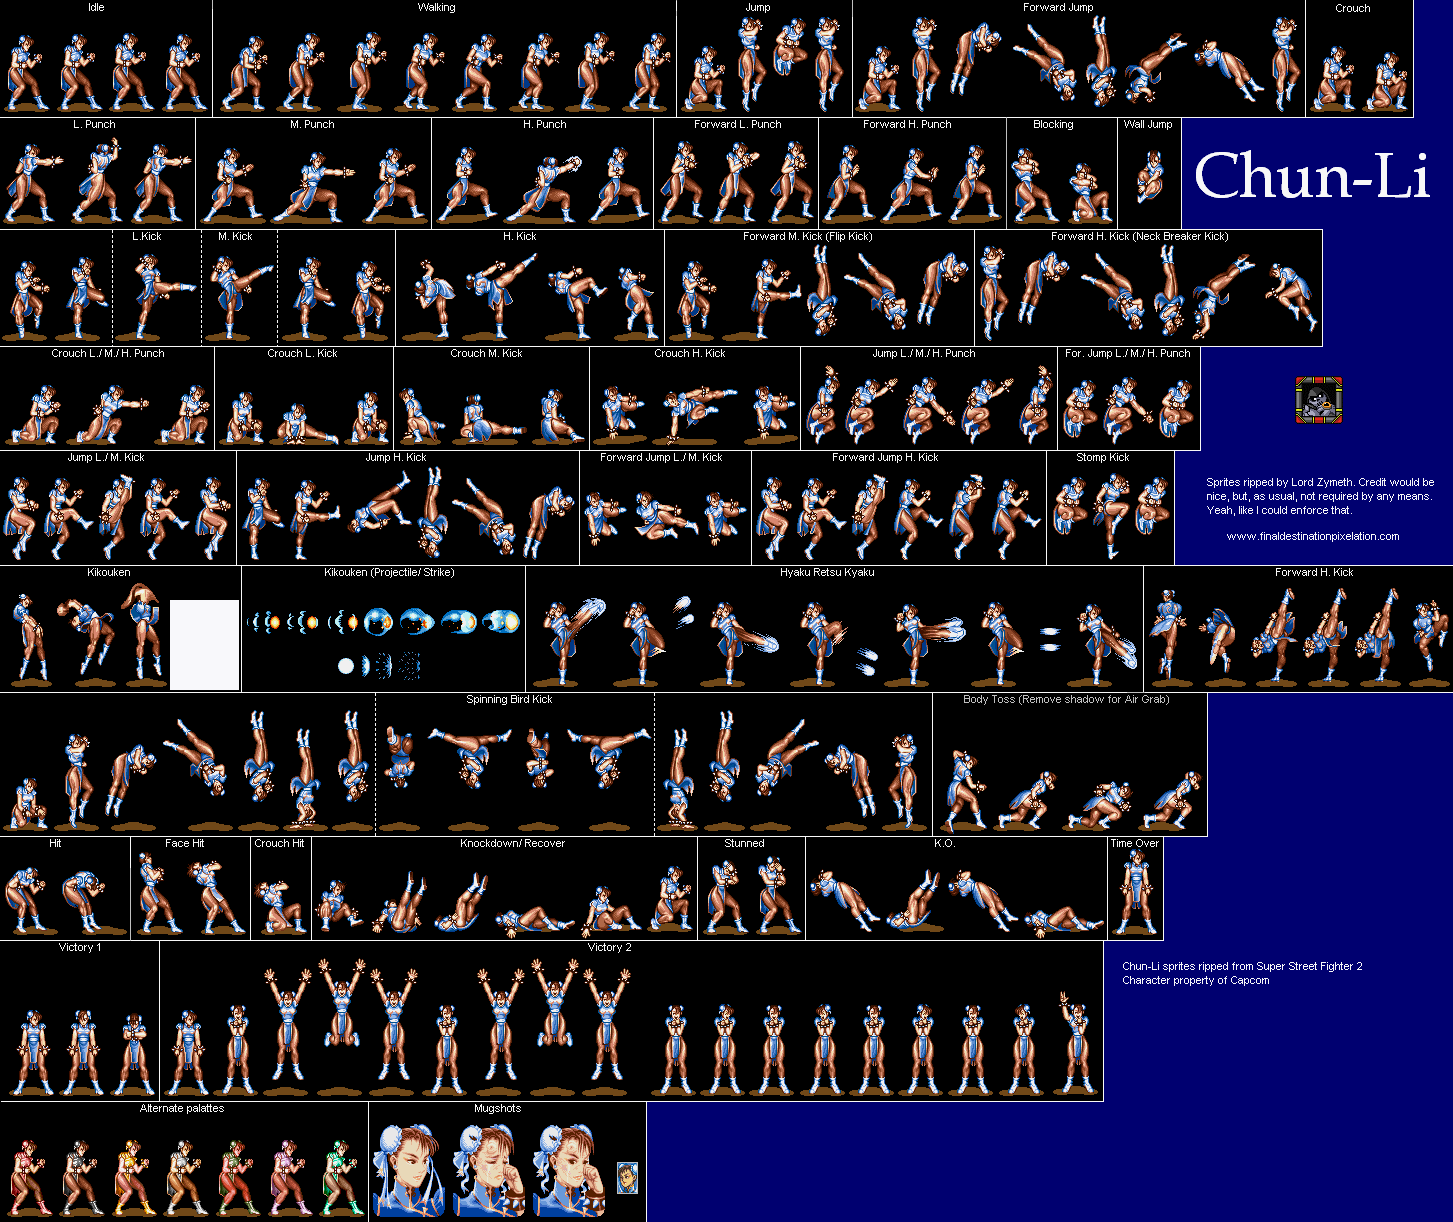 Idle
Walking
Jump
Forward Jump
Crouch
L. Punch
M. Punch
H. Punch
Forward L. Punch
Forward H. Punch
Blocking
Wall Jump
Chun-Li
L.Kick
M. Kick
H. Kick
Forward M. Kick (Flip Kick)
Forward H. Kick (Neck Breaker Kick)
Crouch L./ M./ H. Punch
Crouch L. Kick
Crouch M. Kick
Crouch H. Kick
Jump L./ M./ H. Punch
For. Jump L./ M./ H. Punch
Jump L./ M. Kick
Jump H. Kick
Forward Jump L./ M. Kick
Forward Jump H. Kick
Stomp Kick
Sprites ripped by Lord Zymeth. Credit would be
nice, but, as usual, not required by any means.
Yeah, like I could enforce that.
www.finaldestinationpixelation.com
Kikouken
Kikouken (Projectile/ Strike)
Hyaku Retsu Kyaku
Forward H. Kick
Spinning Bird Kick
Body Toss (Remove shadow for Air Grab)
Hit
Face Hit
Crouch Hit
Knockdown/ Recover
Stunned
K.O.
Time Over
Victory 1
Victory 2
Chun-Li sprites ripped from Super Street Fighter 2
Character property of Capcom
Alternate palattes
Mugshots